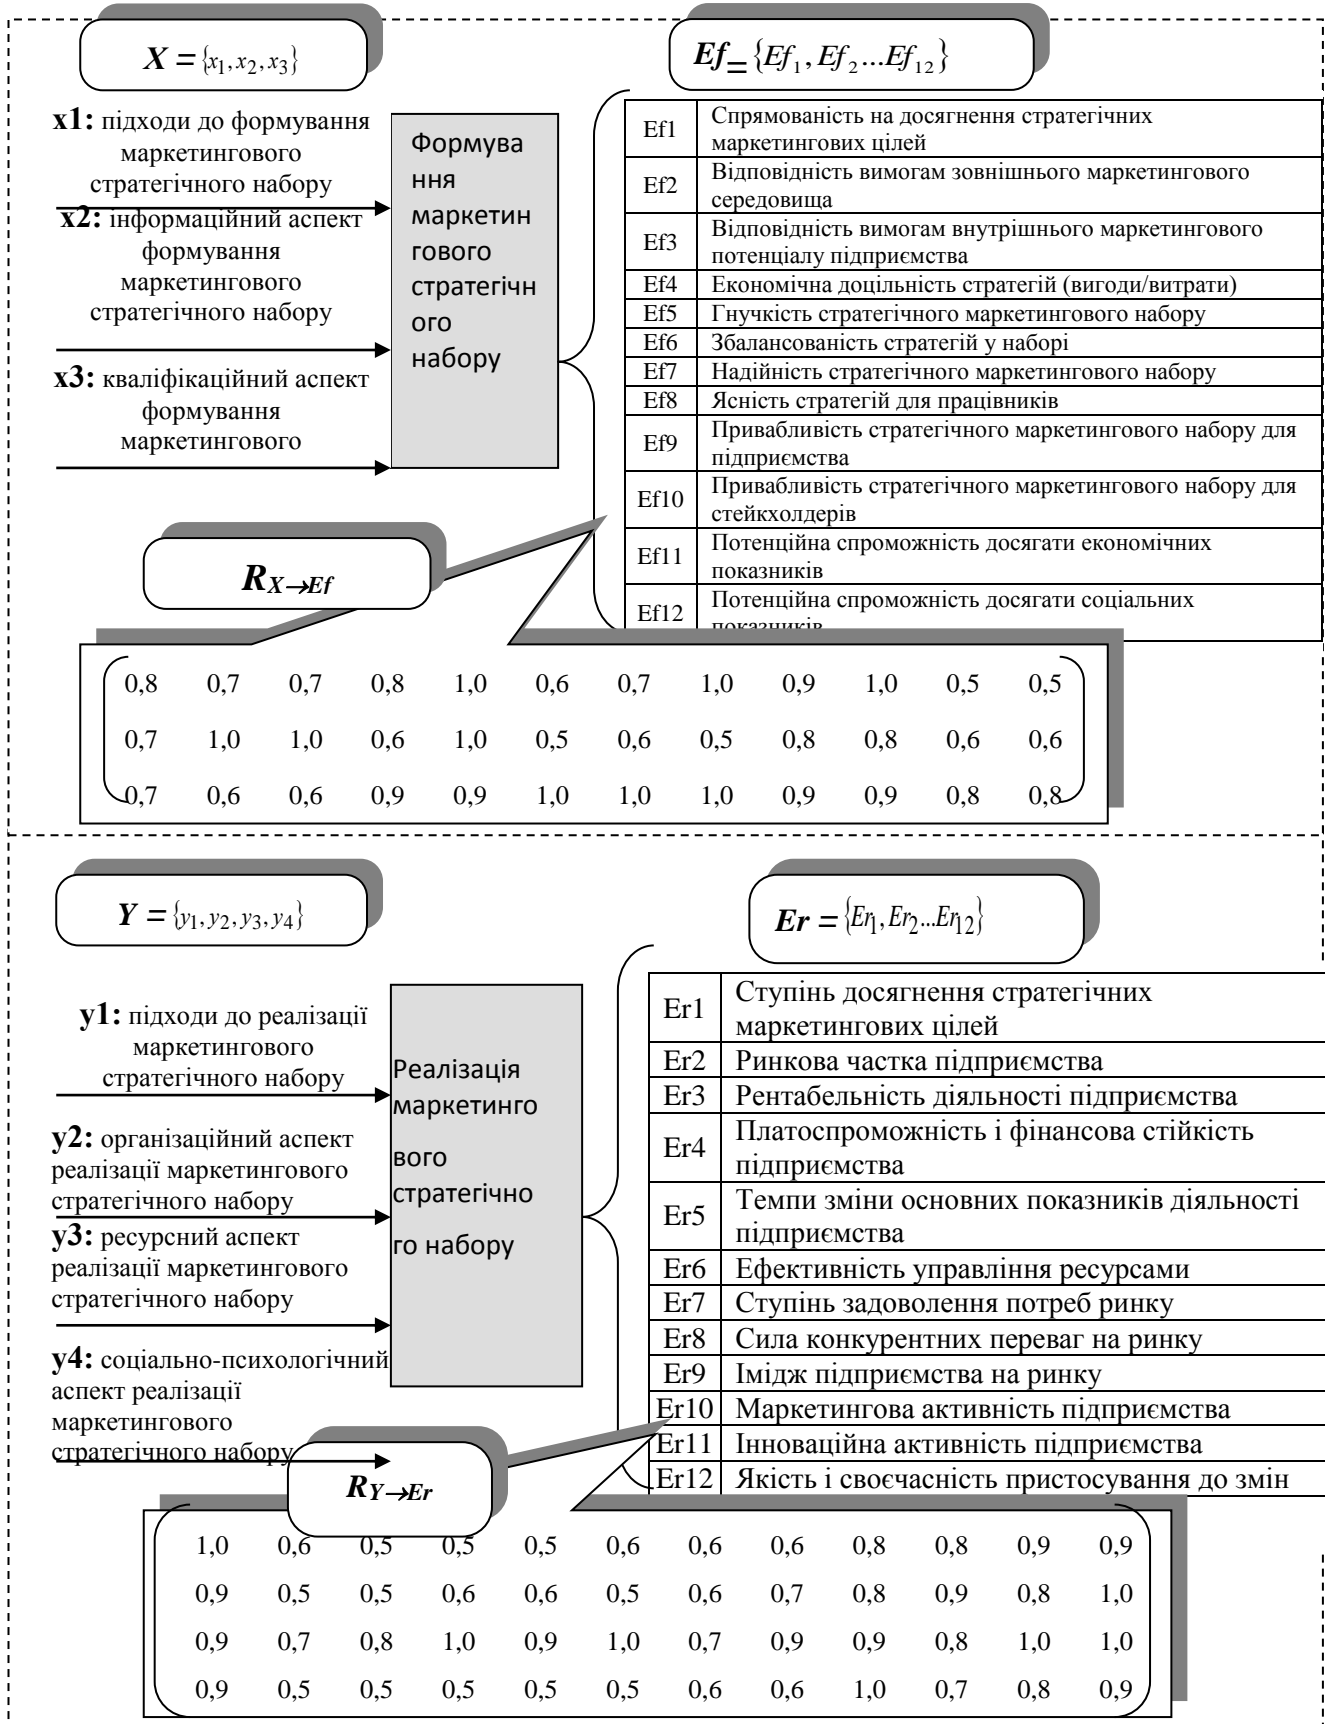 X = {x1, x2, x3}
Ef= {Ef1, Ef2...Ef12}
x1: підходи до формування
маркетингового
стратегічного набору
x2: інформаційний аспект
формування
маркетингового
стратегічного набору
x3: кваліфікаційний аспект
формування
маркетингового
Формува
ння
маркетин
гового
стратегічн
ого
набору
Ef1 Спрямованість на досягнення стратегічних
маркетингових цілей
Ef2 Відповідність вимогам зовнішнього маркетингового
середовища
Ef3 Відповідність вимогам внутрішнього маркетингового
потенціалу підприємства
Ef4 Економічна доцільність стратегій (вигоди/витрати)
Ef5 Гнучкість стратегічного маркетингового набору
Ef6 Збалансованість стратегій у наборі
Ef7 Надійність стратегічного маркетингового набору
Ef8 Ясність стратегій для працівників
Ef9 Привабливість стратегічного маркетингового набору для
підприємства
Ef10 Привабливість стратегічного маркетингового набору для
стейкхолдерів
Ef11 Потенційна спроможність досягати економічних
показників
Ef12 Потенційна спроможність досягати соціальних
показників
RX→Ef
0,8 0,7 0,7 0,8 1,0 0,6 0,7 1,0 0,9 1,0 0,5 0,5
0,7 1,0 1,0 0,6 1,0 0,5 0,6 0,5 0,8 0,8 0,6 0,6
0,7 0,6 0,6 0,9 0,9 1,0 1,0 1,0 0,9 0,9 0,8 0,8
Y = {y1, y2, y3, y4}
Er = {Er1, Er2...Er12}
y1: підходи до реалізації
маркетингового
стратегічного набору
y2: організаційний аспект
реалізації маркетингового
стратегічного набору
y3: ресурсний аспект
реалізації маркетингового
стратегічного набору
y4: соціально-психологічний
аспект реалізації
маркетингового
стратегічного набору
Реалізація
маркетинго
вого
стратегічно
го набору
Er1 Ступінь досягнення стратегічних
маркетингових цілей
Er2 Ринкова частка підприємства
Er3 Рентабельність діяльності підприємства
Er4 Платоспроможність і фінансова стійкість
підприємства
Er5 Темпи зміни основних показників діяльності
підприємства
Er6 Ефективність управління ресурсами
Er7 Ступінь задоволення потреб ринку
Er8 Сила конкурентних переваг на ринку
Er9 Імідж підприємства на ринку
Er10 Маркетингова активність підприємства
Er11 Інноваційна активність підприємства
Er12 Якість і своєчасність пристосування до змін
RY→Er
1,0 0,6 0,5 0,5 0,5 0,6 0,6 0,6 0,8 0,8 0,9 0,9
0,9 0,5 0,5 0,6 0,6 0,5 0,6 0,7 0,8 0,9 0,8 1,0
0,9 0,7 0,8 1,0 0,9 1,0 0,7 0,9 0,9 0,8 1,0 1,0
0,9 0,5 0,5 0,5 0,5 0,5 0,6 0,6 1,0 0,7 0,8 0,9